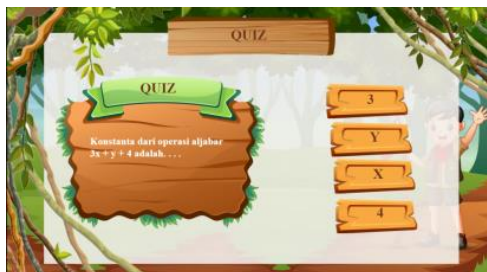 QUIZ
QUIZ
Konstanta dari operasi aljabar
3x + y + 4 adalah. . . .
3
Y
X
4